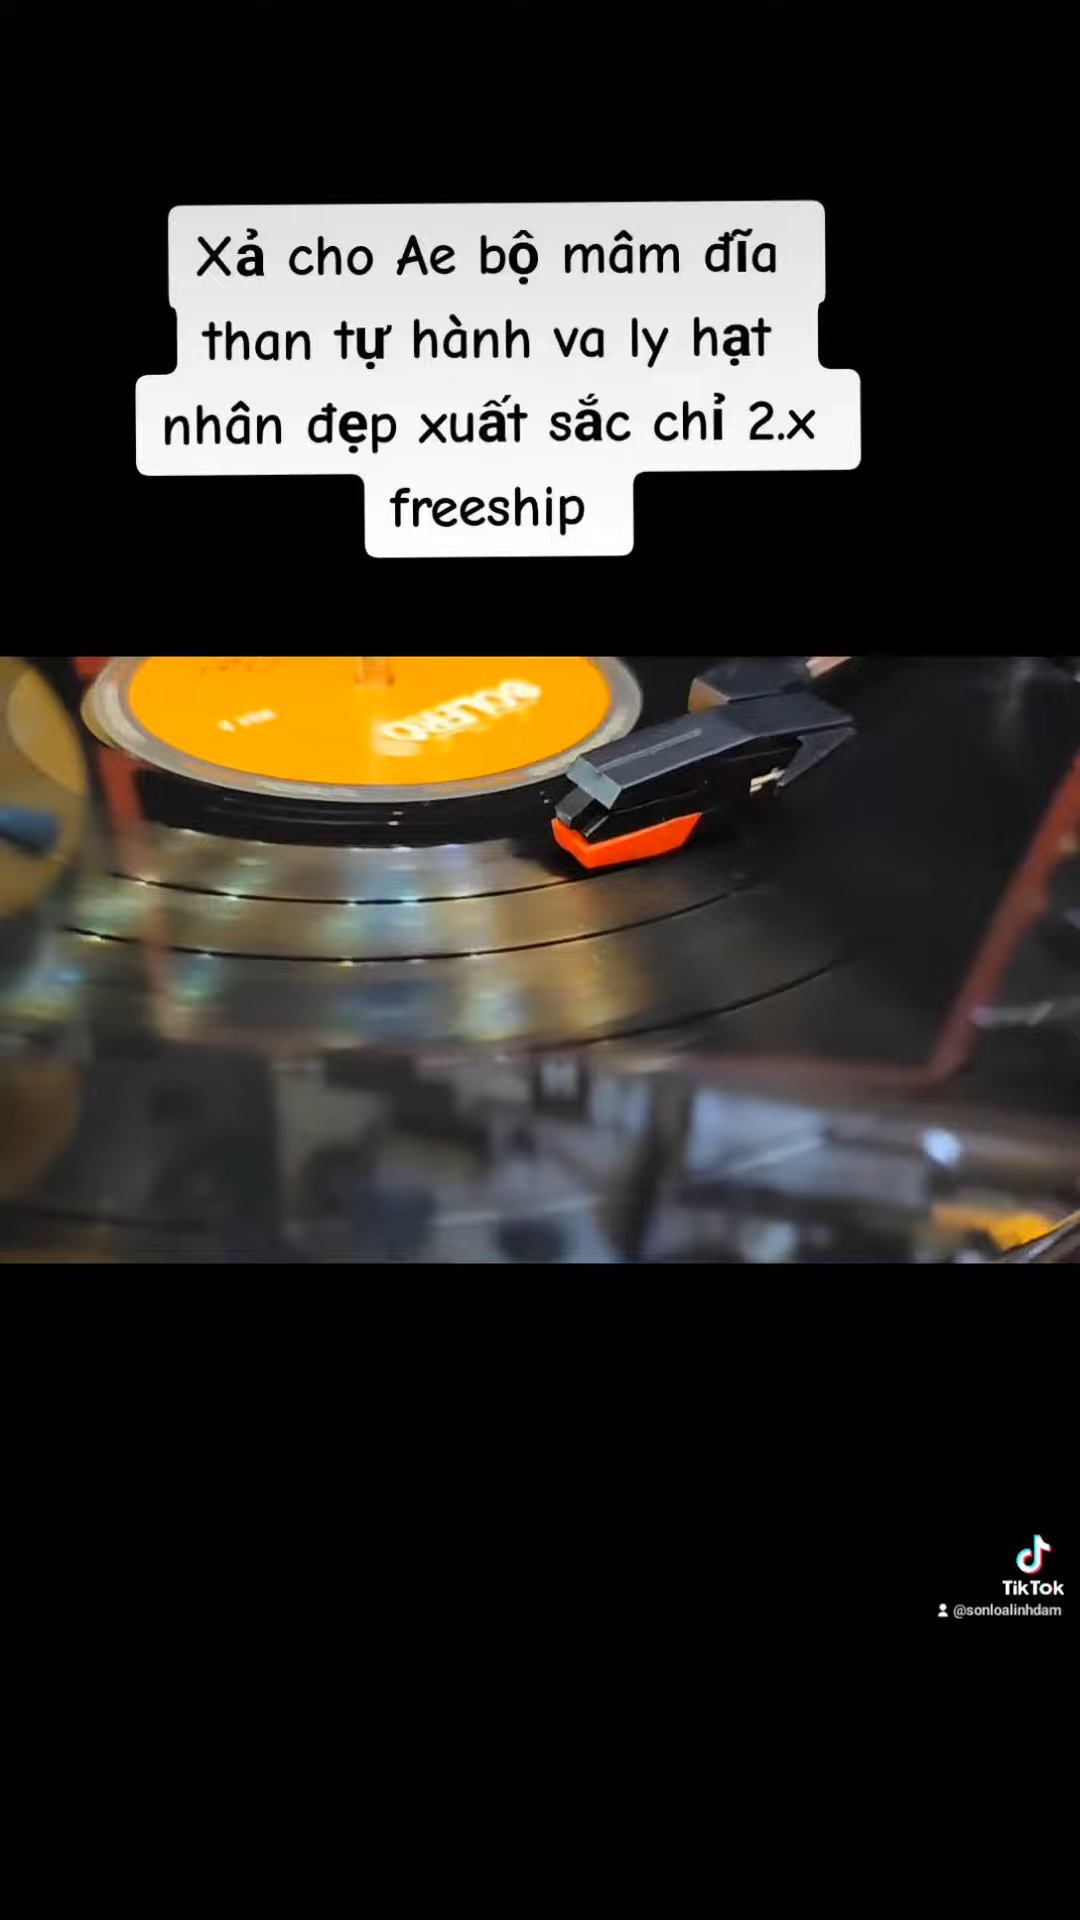 Xả cho Ae bộ mâm đĩa
than tự hành va ly hạt
nhân đẹp xuất sắc chỉ 2.x
freeship
BOLERO
TikTok
@sonloalinhdam